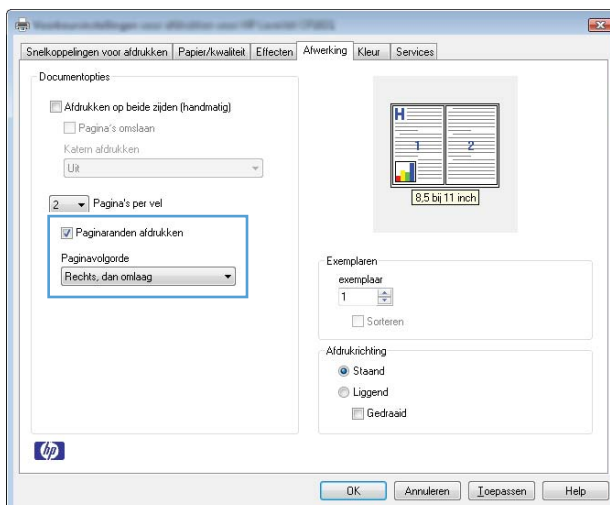 Snelkoppelingen voor afdrukken Papier/kwaliteit Effecten Afwerking Kleur Services
Documentopties
Afdrukken op beide zijden (handmatig)
Pagina's omslaan
Katern afdrukken
Uit
2 Pagina's per vel
Paginaranden afdrukken
Paginavolgorde
Rechts, dan omlaag
H
1 2
8,5 bij 11 inch
Exemplaren
exemplaar
1
Sorteren
Afdrukrichting
Staand
Liggend
Gedraaid
hp
OK Annuleren Toepassen Help